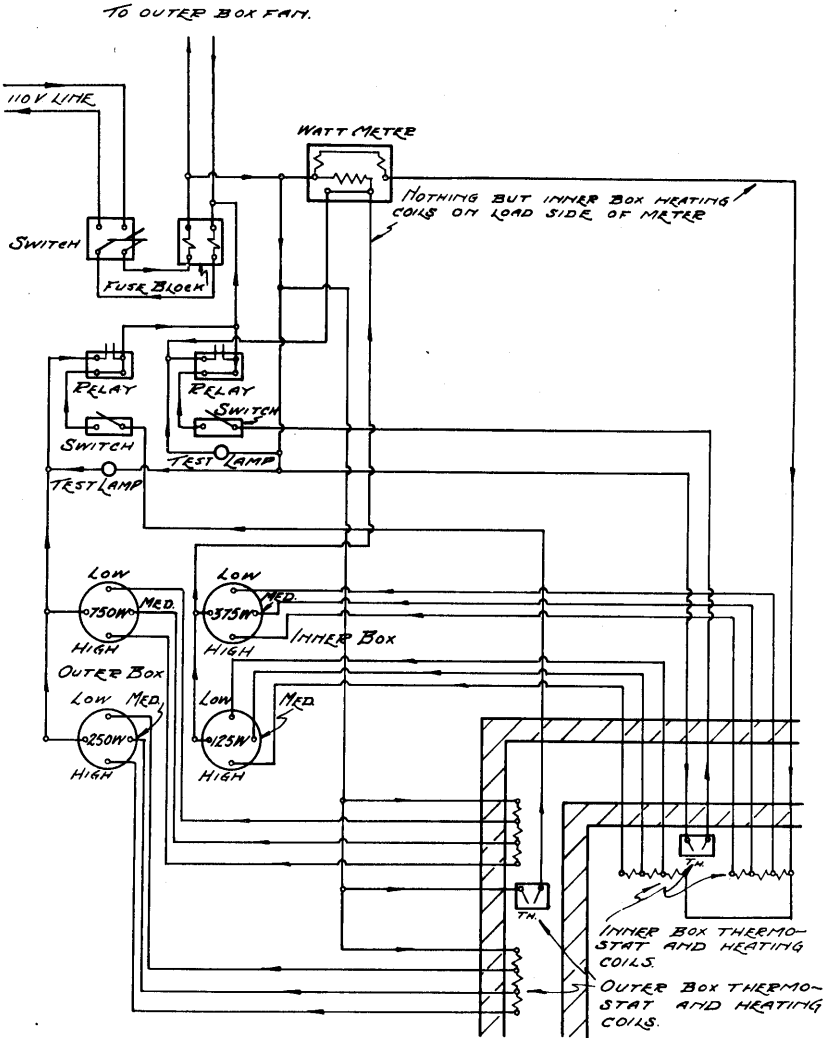 TO OUTER BOX FAN.
110 V LINE
WATT METER
NOTHING BUT INNER BOX HEATING
COILS ON LOAD SIDE OF METER
SWITCH
FUSE BLOCK
RELAY
RELAY
SWITCH
SWITCH
TEST LAMP
TEST LAMP
LOW
750W
MED.
HIGH
LOW
375W
MED.
HIGH
INNER BOX
OUTER BOX
LOW
MED.
250W
HIGH
LOW
MED.
125W
HIGH
TH.
TH.
INNER BOX THERMO-
STAT AND HEATING
COILS.
OUTER BOX THERMO-
STAT AND HEATING
COILS.